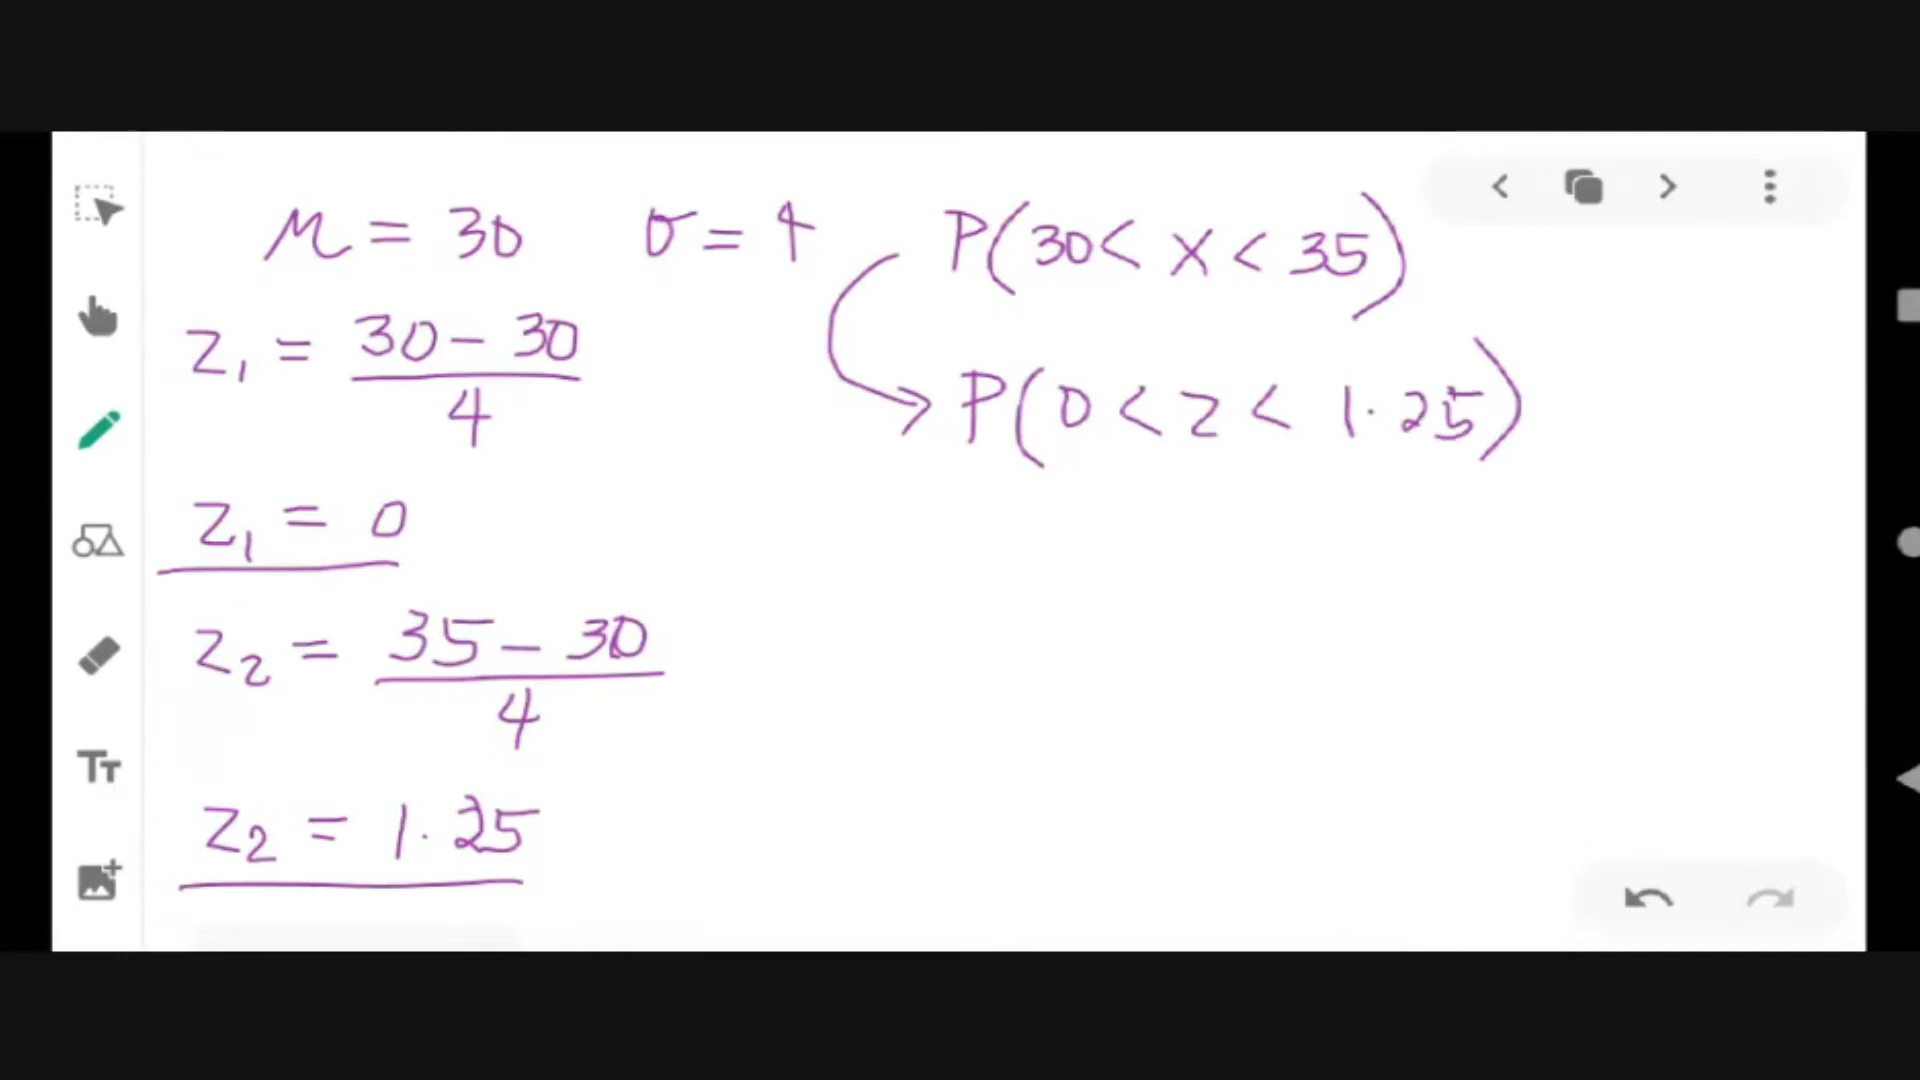 μ = 30 σ = 4 P(30 < x < 35)
z₁ = (30 - 30)/4
P(0 < z < 1.25)
z₁ = 0
z₂ = (35 - 30)/4
Tт
z₂ = 1.25